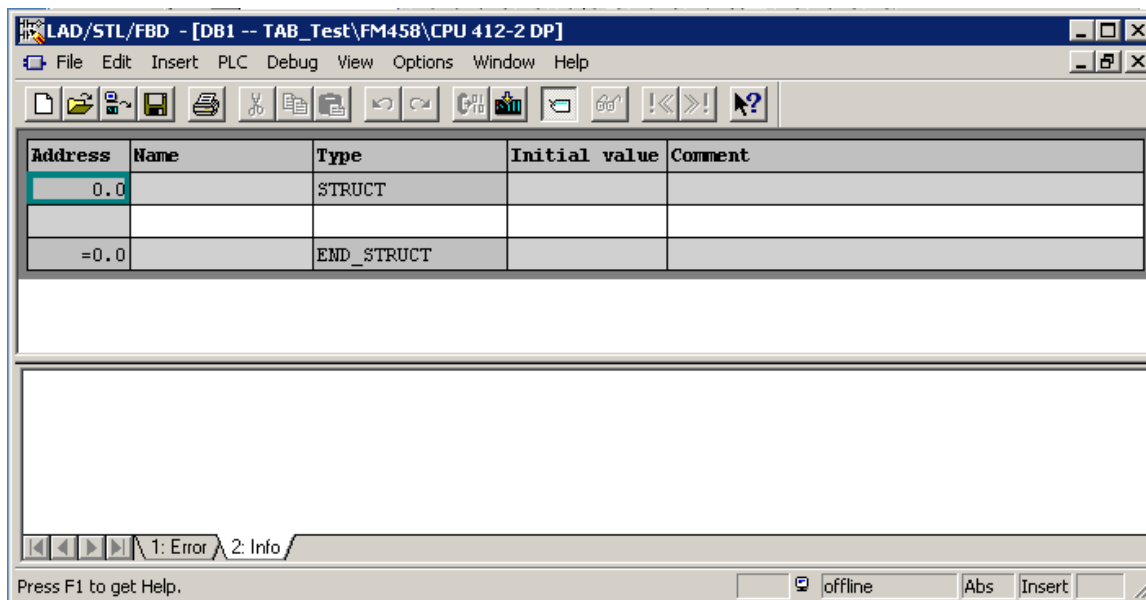 LAD/STL/FBD - [DB1 -- TAB_Test\FM458\CPU 412-2 DP]
File Edit Insert PLC Debug View Options Window Help
Address Name Type Initial value Comment
0.0 STRUCT
=0.0 END_STRUCT
1: Error 2: Info
Press F1 to get Help. offline Abs Insert